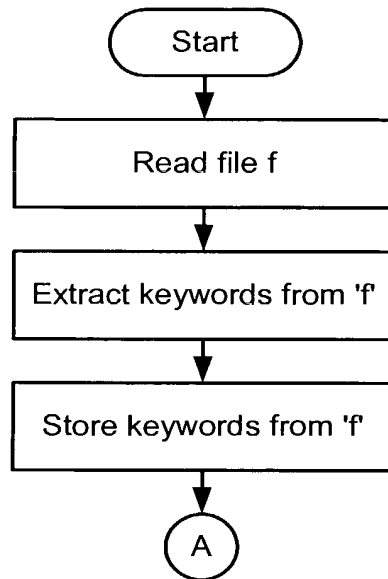 Start
Read file f
Extract keywords from 'f'
Store keywords from 'f'
A